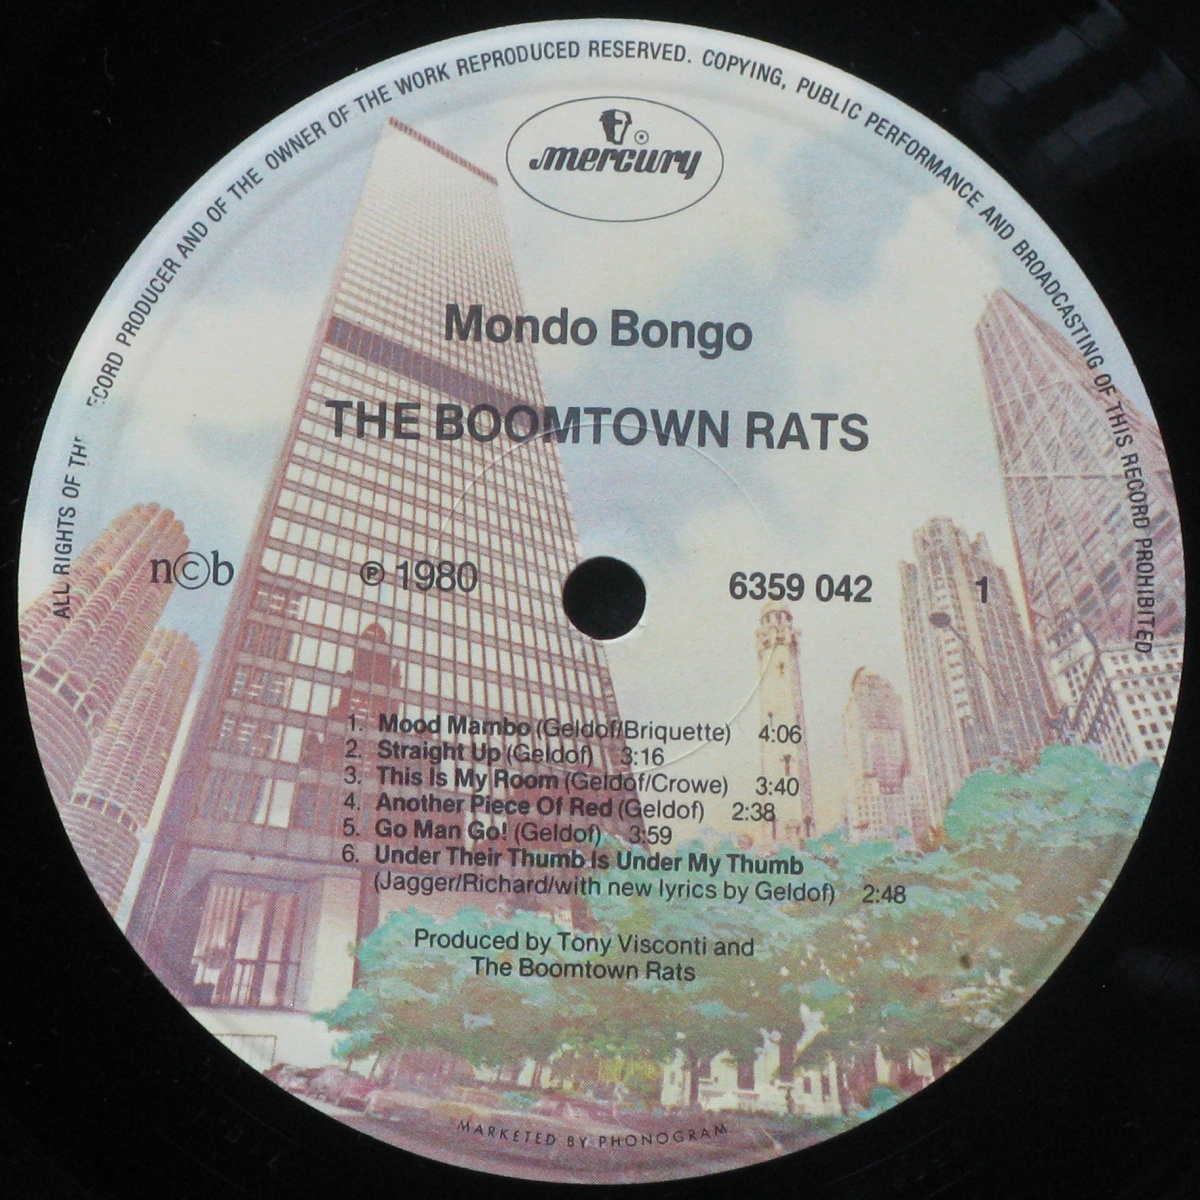 ALL RIGHTS OF TH ECORD PRODUCER AND OF THE OWNER OF THE WORK REPRODUCED RESERVED. COPYING, PUBLIC PERFORMANCE AND BROADCASTING OF THIS RECORD PROHIBITED
mercury ®
Mondo Bongo
THE BOOMTOWN RATS
n©b ℗ 1980 6359 042 1
1. Mood Mambo (Geldof/Briquette) 4:06
2. Straight Up (Geldof) 3:16
3. This Is My Room (Geldof/Crowe) 3:40
4. Another Piece Of Red (Geldof) 2:38
5. Go Man Go! (Geldof) 3:59
6. Under Their Thumb Is Under My Thumb
(Jagger/Richard/with new lyrics by Geldof) 2:48
Produced by Tony Visconti and
The Boomtown Rats
MARKETED BY PHONOGRAM